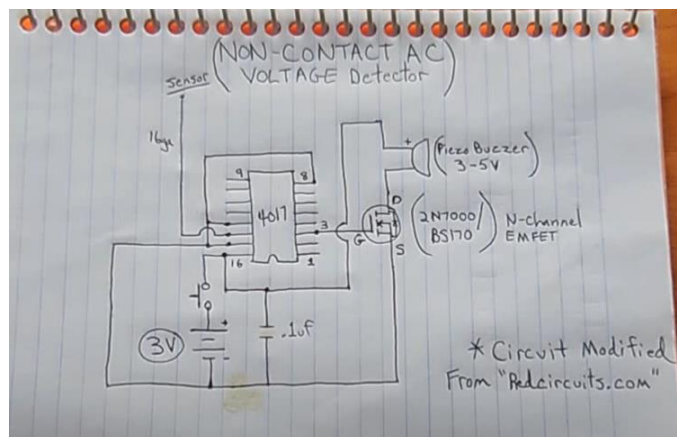 (NON-CONTACT AC
VOLTAGE Detector)
Sensor
16ga
9
8
4017
3
16
1
+
(Piezo Buzzer
3-5V)
D
G
S
(2N7000/
BS170)
N-Channel
EMFET
+
3V
-
.1uf
* Circuit Modified
From "Redcircuits.com"